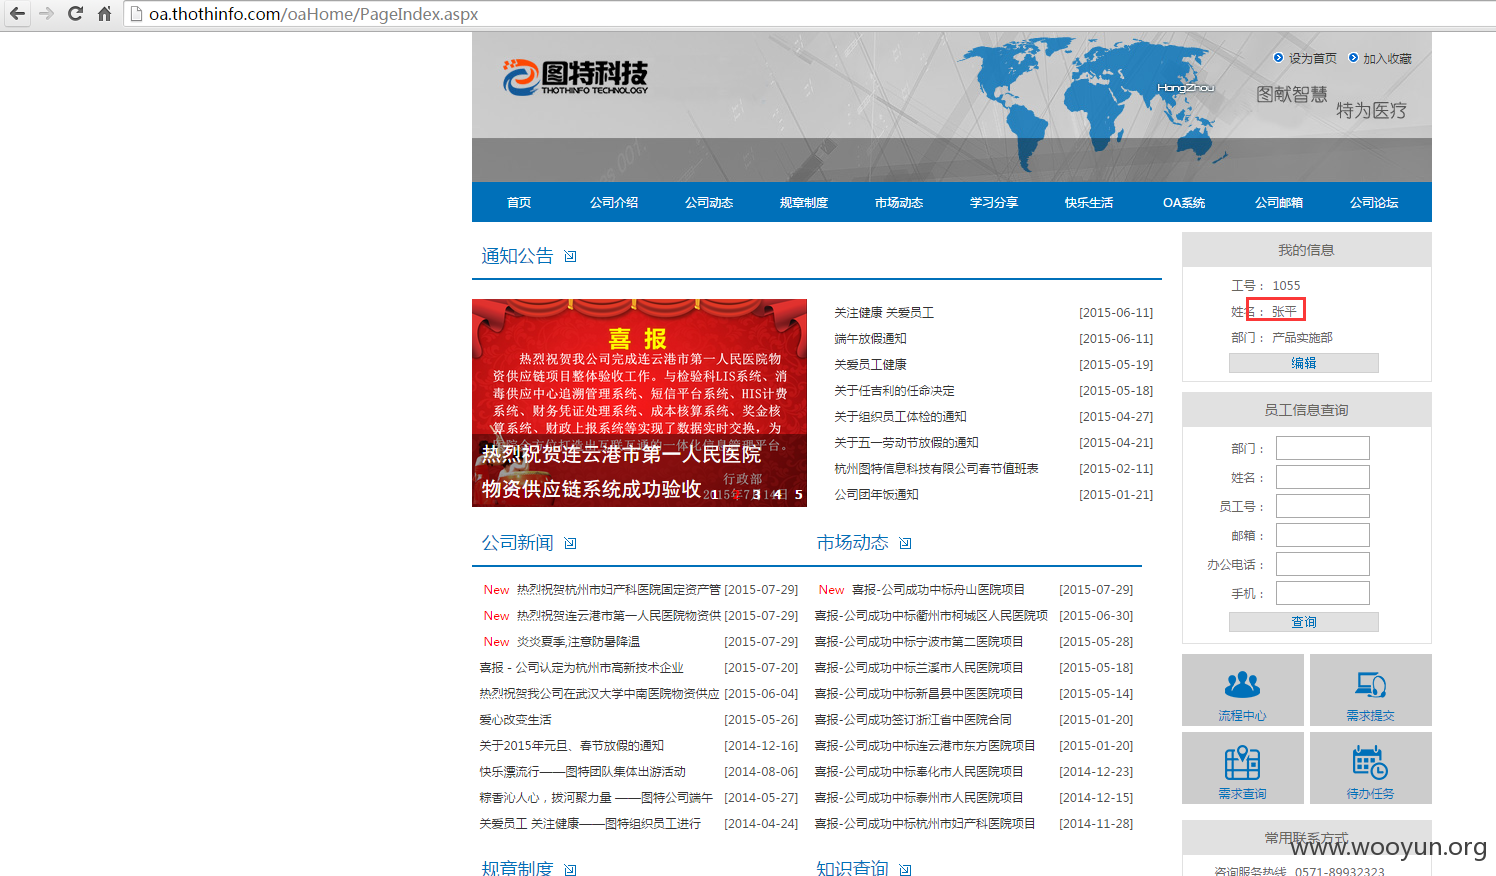 oa.thothinfo.com/oaHome/PageIndex.aspx
图特科技
THOTHINFO TECHNOLOGY
HangZhou
设为首页 加入收藏
图献智慧
特为医疗
首页 公司介绍 公司动态 规章制度 市场动态 学习分享 快乐生活 OA系统 公司邮箱 公司论坛
通知公告
喜 报
热烈祝贺我公司完成连云港市第一人民医院物
资供应链项目整体验收工作。与检验科LIS系统、消
毒供应中心追溯管理系统、短信平台系统、HIS计费
系统、财务凭证处理系统、成本核算系统、奖金核
算系统、财政上报系统等实现了数据实时交换，为
医院全方位打造出互联互通的一体化信息管理平台。
热烈祝贺连云港市第一人民医院
行政部
物资供应链系统成功验收
2015年7月14日
1 3 4 5
关注健康 关爱员工 [2015-06-11]
端午放假通知 [2015-06-11]
关爱员工健康 [2015-05-19]
关于任吉利的任命决定 [2015-05-18]
关于组织员工体检的通知 [2015-04-27]
关于五一劳动节放假的通知 [2015-04-21]
杭州图特信息科技有限公司春节值班表 [2015-02-11]
公司团年饭通知 [2015-01-21]
公司新闻
New 热烈祝贺杭州市妇产科医院固定资产管 [2015-07-29]
New 热烈祝贺连云港市第一人民医院物资供 [2015-07-29]
New 炎炎夏季,注意防暑降温 [2015-07-29]
喜报 - 公司认定为杭州市高新技术企业 [2015-07-20]
热烈祝贺我公司在武汉大学中南医院物资供应 [2015-06-04]
爱心改变生活 [2015-05-26]
关于2015年元旦、春节放假的通知 [2014-12-16]
快乐漂流行——图特团队集体出游活动 [2014-08-06]
粽香沁人心，拔河聚力量 ——图特公司端午 [2014-05-27]
关爱员工 关注健康——图特组织员工进行 [2014-04-24]
市场动态
New 喜报-公司成功中标舟山医院项目 [2015-07-29]
喜报-公司成功中标衢州市柯城区人民医院项 [2015-06-30]
喜报-公司成功中标宁波市第二医院项目 [2015-05-28]
喜报-公司成功中标兰溪市人民医院项目 [2015-05-18]
喜报-公司成功中标新昌县中医医院项目 [2015-05-14]
喜报-公司成功签订浙江省中医院合同 [2015-01-20]
喜报-公司成功中标连云港市东方医院项目 [2015-01-20]
喜报-公司成功中标奉化市人民医院项目 [2014-12-23]
喜报-公司成功中标泰州市人民医院项目 [2014-12-15]
喜报-公司成功中标杭州市妇产科医院项目 [2014-11-28]
规章制度
知识查询
我的信息
工号： 1055
姓名： 张平
部门： 产品实施部
编辑
员工信息查询
部门：
姓名：
员工号：
邮箱：
办公电话：
手机：
查询
流程中心 需求提交
需求查询 待办任务
常用联系方式
咨询服务热线 0571-89932323
www.wooyun.org